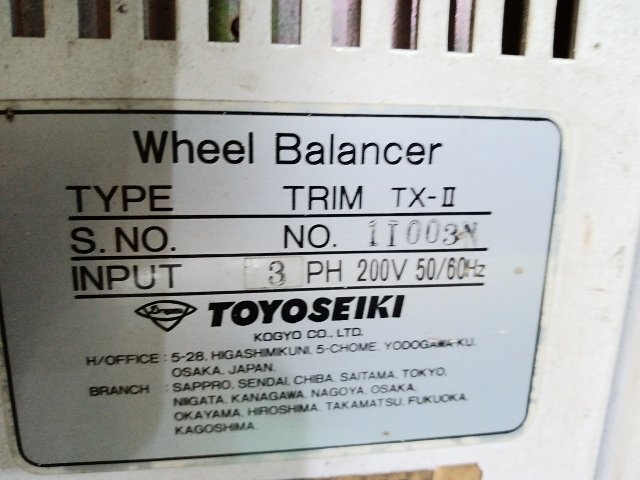 Wheel Balancer
TYPE TRIM TX-II
S.NO. NO. 1I003N
INPUT 3 PH 200V 50/60Hz
TOYOSEIKI
KOGYO CO., LTD.
H/OFFICE : 5-28, HIGASHIMIKUNI, 5-CHOME, YODOGAWA-KU,
OSAKA, JAPAN.
BRANCH : SAPPRO, SENDAI, CHIBA, SAITAMA, TOKYO,
NIIGATA, KANAGAWA, NAGOYA, OSAKA,
OKAYAMA, HIROSHIMA, TAKAMATSU, FUKUOKA,
KAGOSHIMA.